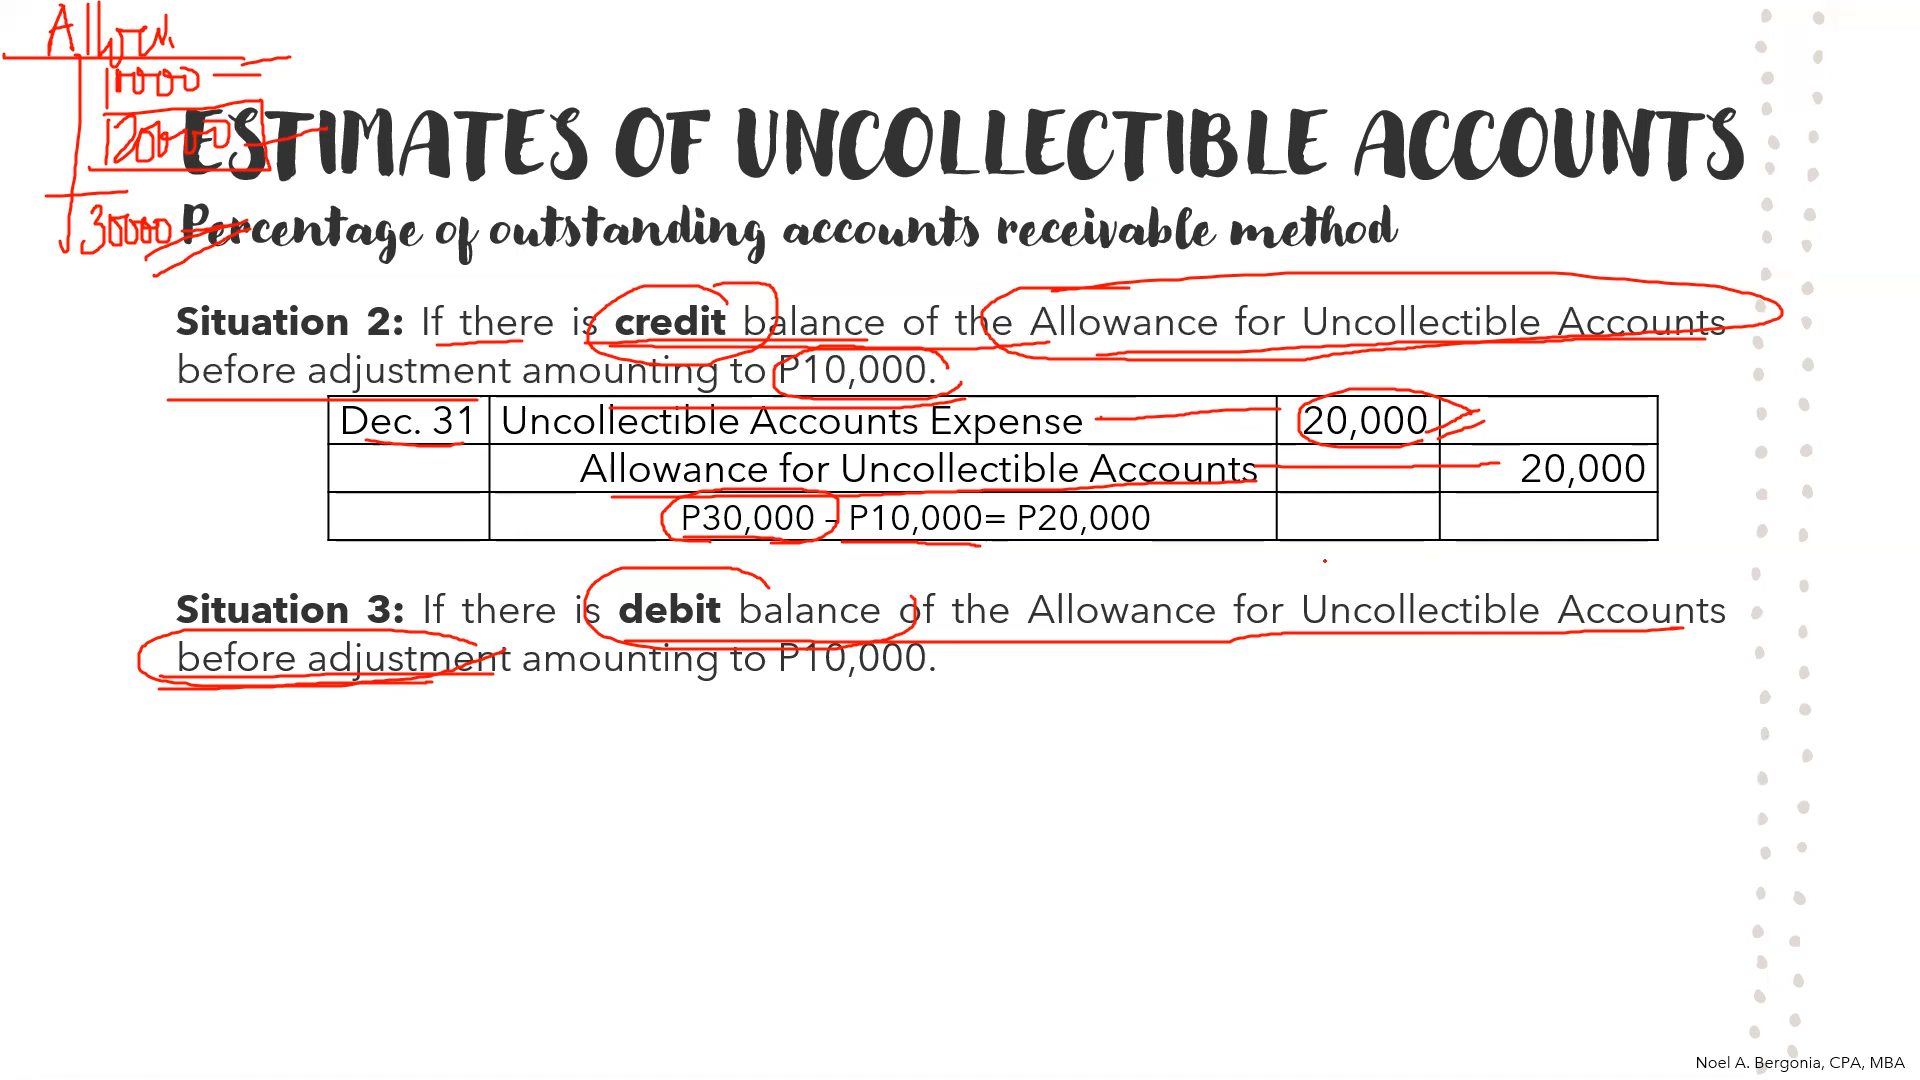 Allow.
10000
20000
30000
ESTIMATES OF UNCOLLECTIBLE ACCOUNTS
Percentage of outstanding accounts receivable method
Situation 2: If there is credit balance of the Allowance for Uncollectible Accounts
before adjustment amounting to P10,000.
Dec. 31 Uncollectible Accounts Expense 20,000
Allowance for Uncollectible Accounts 20,000
P30,000 – P10,000= P20,000
Situation 3: If there is debit balance of the Allowance for Uncollectible Accounts
before adjustment amounting to P10,000.
Noel A. Bergonia, CPA, MBA